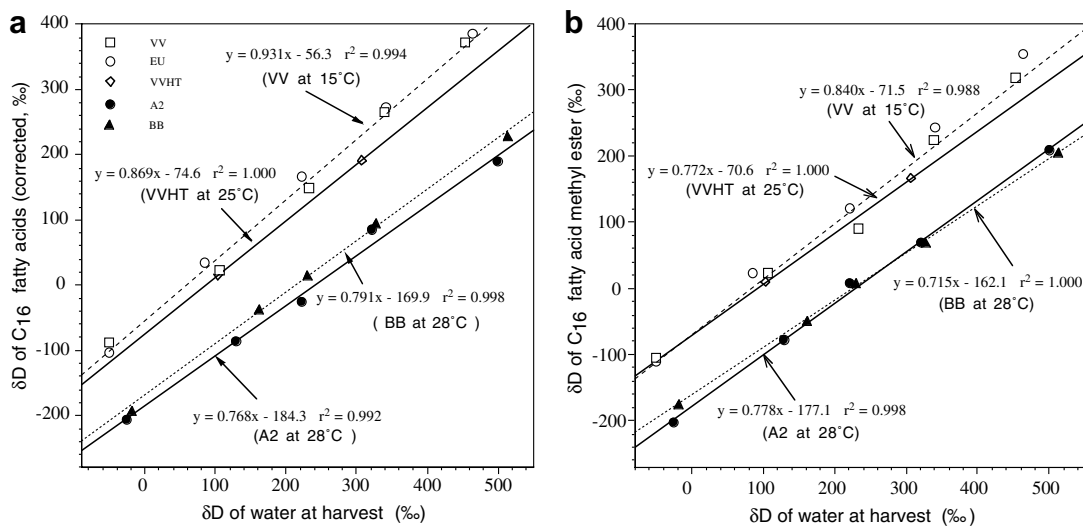 a
400
300
200
100
0
-100
-200
0 100 200 300 400 500
δD of C16 fatty acids (corrected, ‰)
δD of water at harvest (‰)
VV
EU
VVHT
A2
BB
y = 0.931x - 56.3 r² = 0.994
(VV at 15°C)
y = 0.869x - 74.6 r² = 1.000
(VVHT at 25°C)
y = 0.791x -169.9 r² = 0.998
( BB at 28°C )
y = 0.768x -184.3 r² = 0.992
(A2 at 28°C )
b
400
300
200
100
0
-100
-200
0 100 200 300 400 500
δD of C16 fatty acid methyl ester (‰)
δD of water at harvest (‰)
y = 0.840x - 71.5 r² = 0.988
(VV at 15°C)
y = 0.772x - 70.6 r² = 1.000
(VVHT at 25°C)
y = 0.715x - 162.1 r² = 1.000
(BB at 28°C)
y = 0.778x - 177.1 r² = 0.998
(A2 at 28°C)